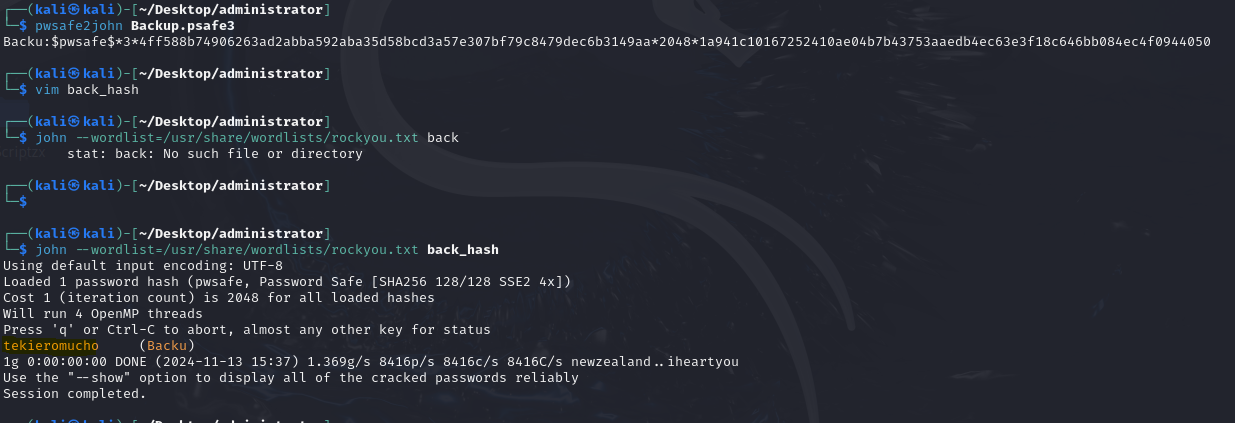 ┌──(kali㉿kali)-[~/Desktop/administrator]
└─$ pwsafe2john Backup.psafe3
Backu:$pwsafe$*3*4ff588b74906263ad2abba592aba35d58bcd3a57e307bf79c8479dec6b3149aa*2048*1a941c10167252410ae04b7b43753aaedb4ec63e3f18c646bb084ec4f0944050
┌──(kali㉿kali)-[~/Desktop/administrator]
└─$ vim back_hash
┌──(kali㉿kali)-[~/Desktop/administrator]
└─$ john --wordlist=/usr/share/wordlists/rockyou.txt back
stat: back: No such file or directory
┌──(kali㉿kali)-[~/Desktop/administrator]
└─$
┌──(kali㉿kali)-[~/Desktop/administrator]
└─$ john --wordlist=/usr/share/wordlists/rockyou.txt back_hash
Using default input encoding: UTF-8
Loaded 1 password hash (pwsafe, Password Safe [SHA256 128/128 SSE2 4x])
Cost 1 (iteration count) is 2048 for all loaded hashes
Will run 4 OpenMP threads
Press 'q' or Ctrl-C to abort, almost any other key for status
tekieromucho     (Backu)
1g 0:00:00:00 DONE (2024-11-13 15:37) 1.369g/s 8416p/s 8416c/s 8416C/s newzealand..iheartyou
Use the "--show" option to display all of the cracked passwords reliably
Session completed.